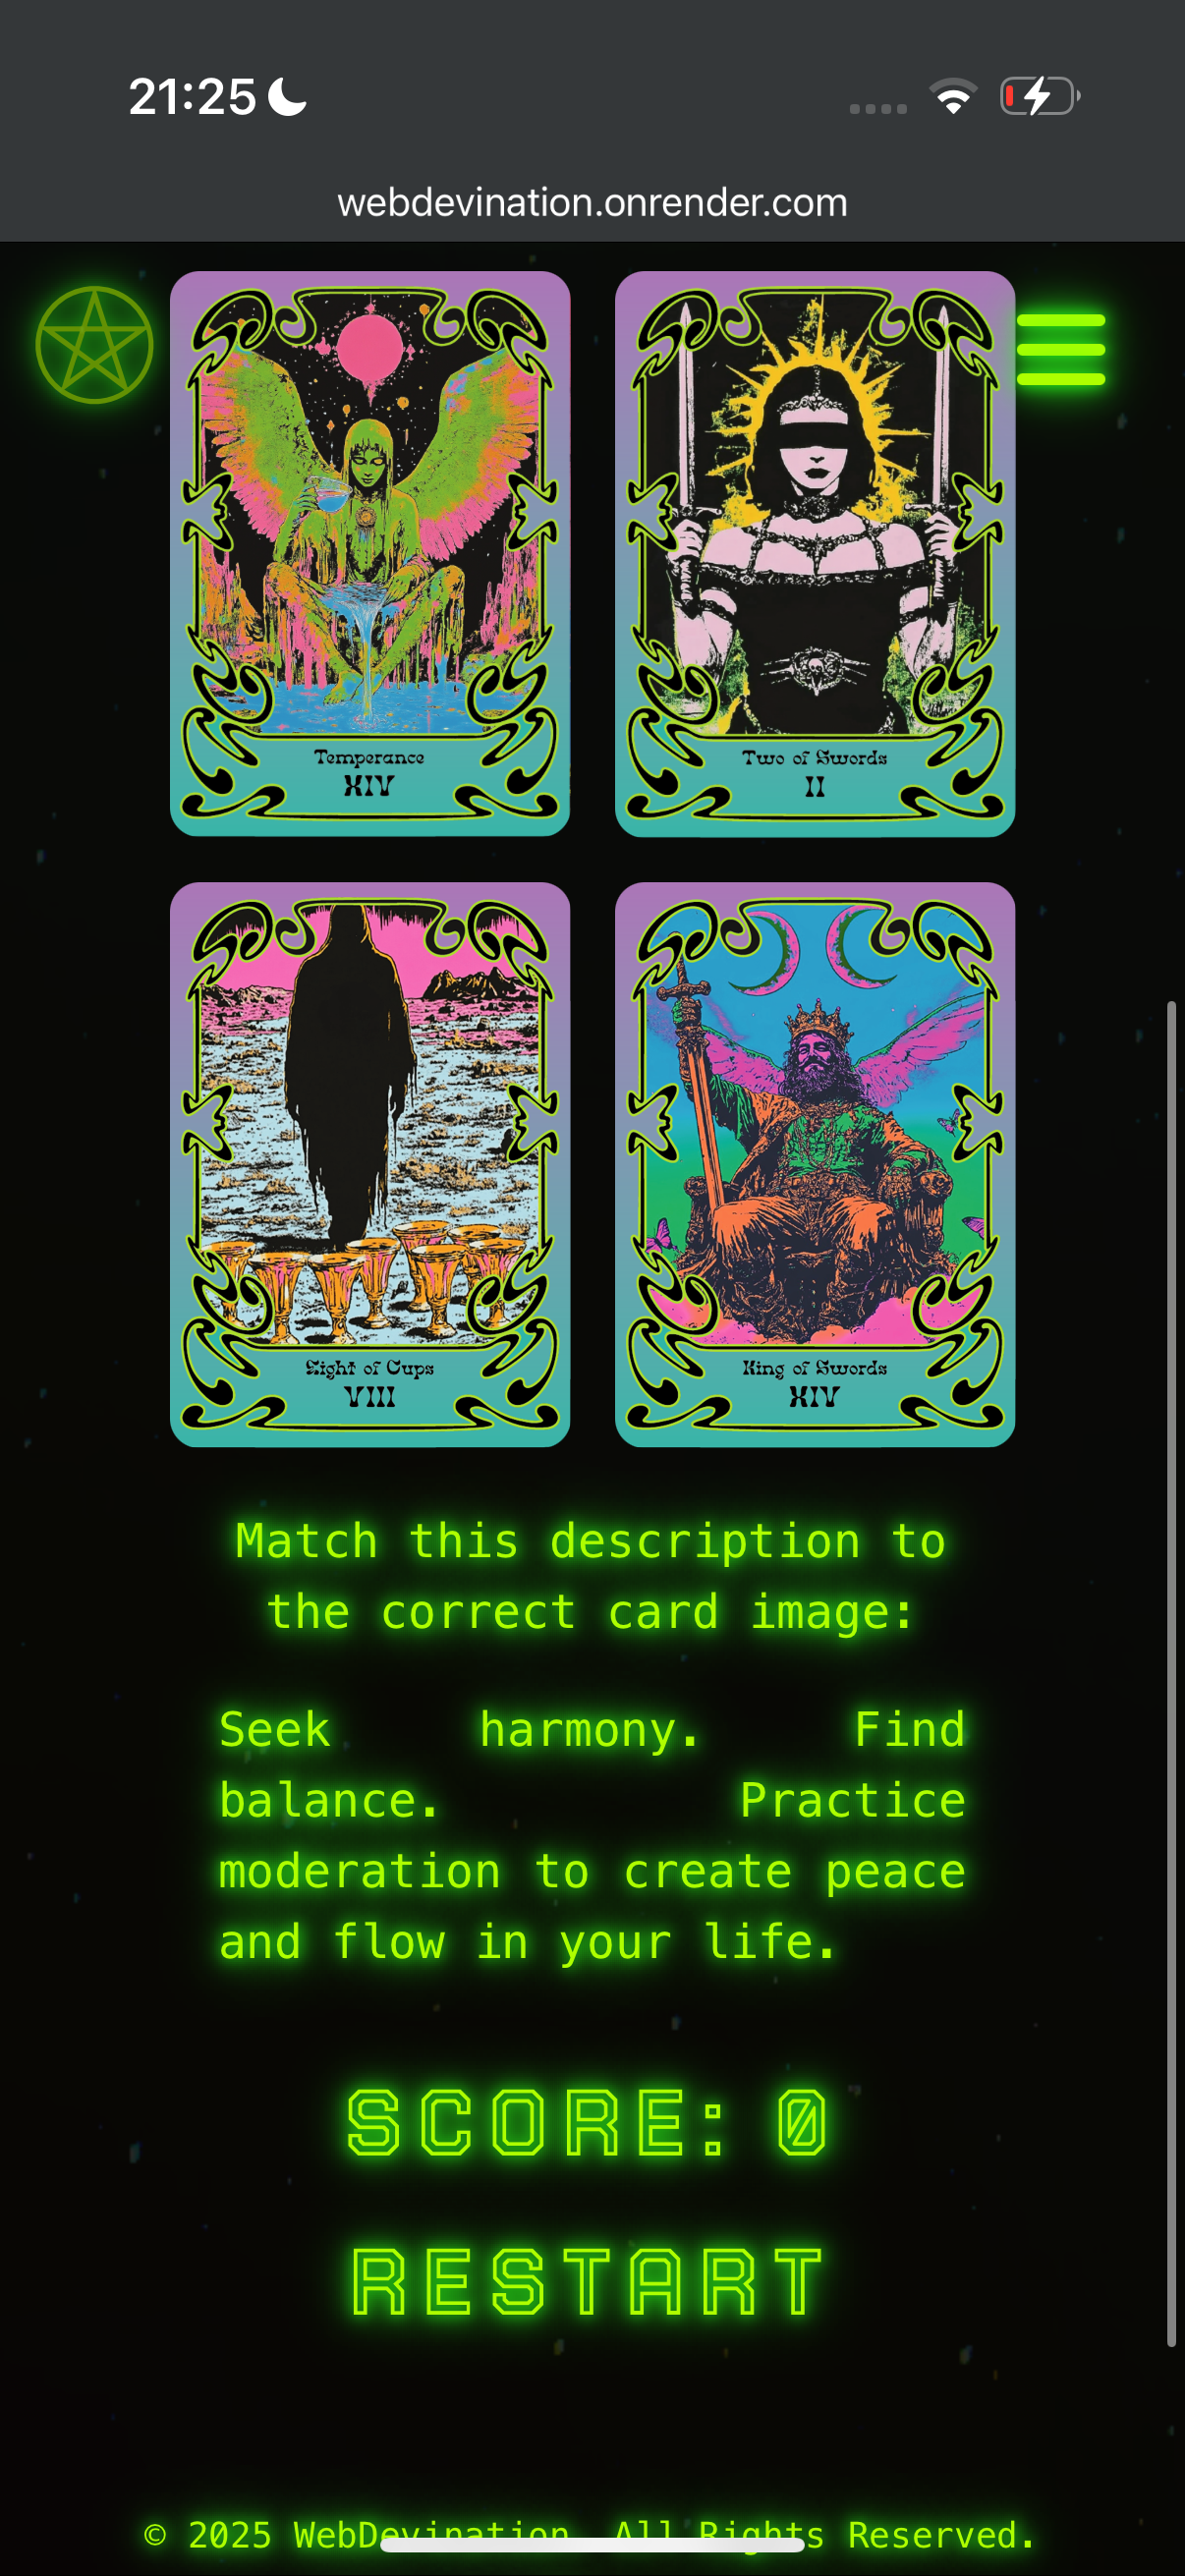 21:25
webdevination.onrender.com
Temperance
XIV
Two of Swords
II
Eight of Cups
VIII
King of Swords
XIV
Match this description to
the correct card image:
Seek harmony. Find
balance. Practice
moderation to create peace
and flow in your life.
SCORE: 0
RESTART
© 2025 WebDevination. All Rights Reserved.